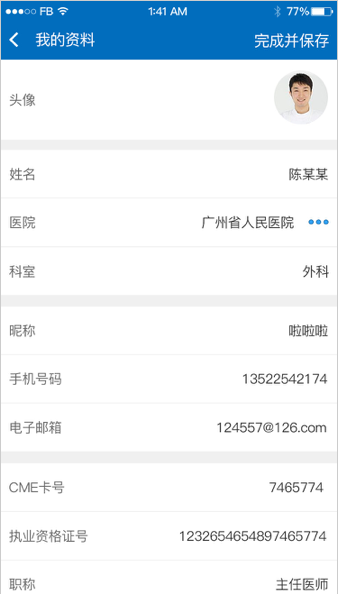 FB 1:41 AM 77%
我的资料 完成并保存
头像
姓名 陈某某
医院 广州省人民医院
科室 外科
昵称 啦啦啦
手机号码 13522542174
电子邮箱 124557@126.com
CME卡号 7465774
执业资格证号 1232654654897465774
职称 主任医师